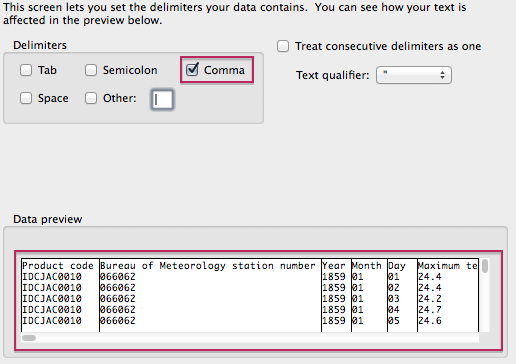 This screen lets you set the delimiters your data contains. You can see how your text is
affected in the preview below.
Delimiters
Treat consecutive delimiters as one
Tab Semicolon Comma
Text qualifier: "
Space Other:
Data preview
Product code Bureau of Meteorology station number Year Month Day Maximum te
IDCJAC0010 066062 1859 01 01 24.4
IDCJAC0010 066062 1859 01 02 24.4
IDCJAC0010 066062 1859 01 03 24.2
IDCJAC0010 066062 1859 01 04 24.7
IDCJAC0010 066062 1859 01 05 24.6